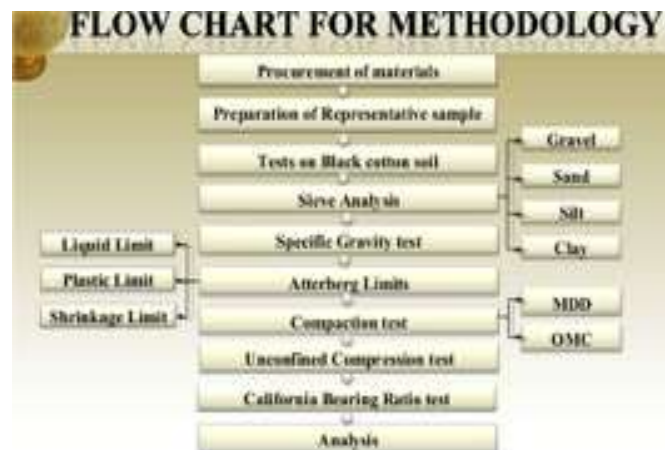 FLOW CHART FOR METHODOLOGY
Procurement of materials
Preparation of Representative sample
Tests on Black cotton soil
Sieve Analysis
Gravel
Sand
Silt
Clay
Specific Gravity test
Atterberg Limits
Liquid Limit
Plastic Limit
Shrinkage Limit
Compaction test
MDD
OMC
Unconfined Compression test
California Bearing Ratio test
Analysis